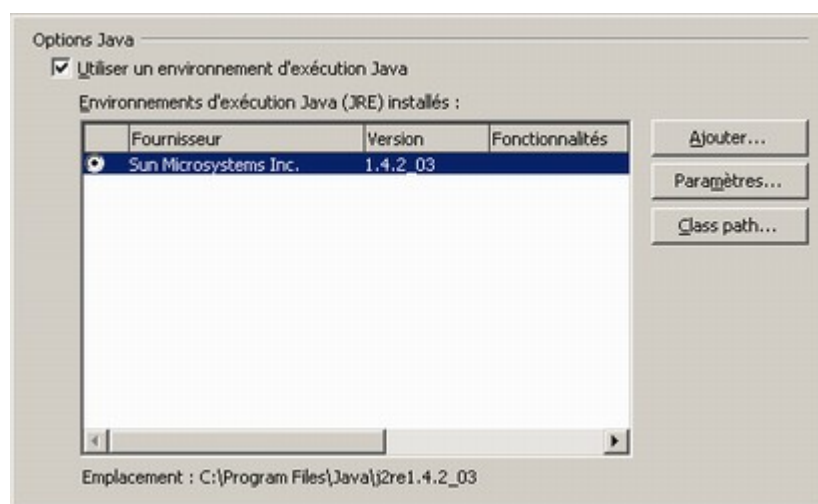 Options Java
Utiliser un environnement d'exécution Java
Environnements d'exécution Java (JRE) installés :
Fournisseur Version Fonctionnalités
Sun Microsystems Inc. 1.4.2_03
Ajouter...
Paramètres...
Class path...
Emplacement : C:\Program Files\Java\j2re1.4.2_03